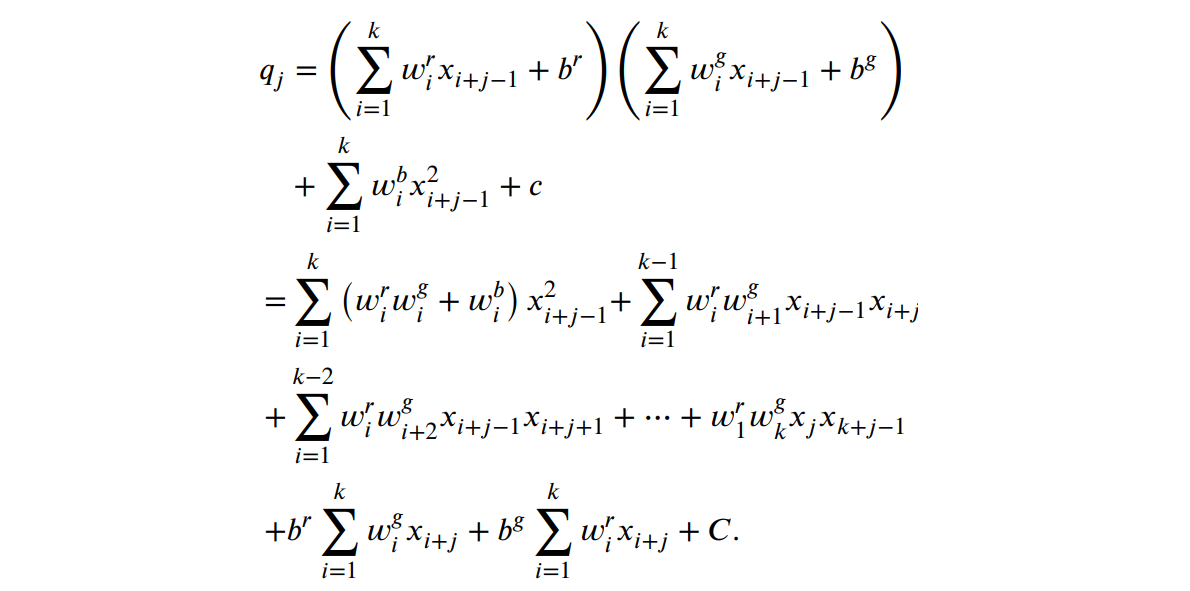 $q_j = \left( \sum_{i=1}^{k} w_i^r x_{i+j-1} + b^r \right) \left( \sum_{i=1}^{k} w_i^g x_{i+j-1} + b^g \right)$
$+ \sum_{i=1}^{k} w_i^b x_{i+j-1}^2 + c$
$= \sum_{i=1}^{k} \left( w_i^r w_i^g + w_i^b \right) x_{i+j-1}^2 + \sum_{i=1}^{k-1} w_i^r w_{i+1}^g x_{i+j-1} x_{i+j}$
$+ \sum_{i=1}^{k-2} w_i^r w_{i+2}^g x_{i+j-1} x_{i+j+1} + \cdots + w_1^r w_k^g x_j x_{k+j-1}$
$+ b^r \sum_{i=1}^{k} w_i^g x_{i+j} + b^g \sum_{i=1}^{k} w_i^r x_{i+j} + C.$